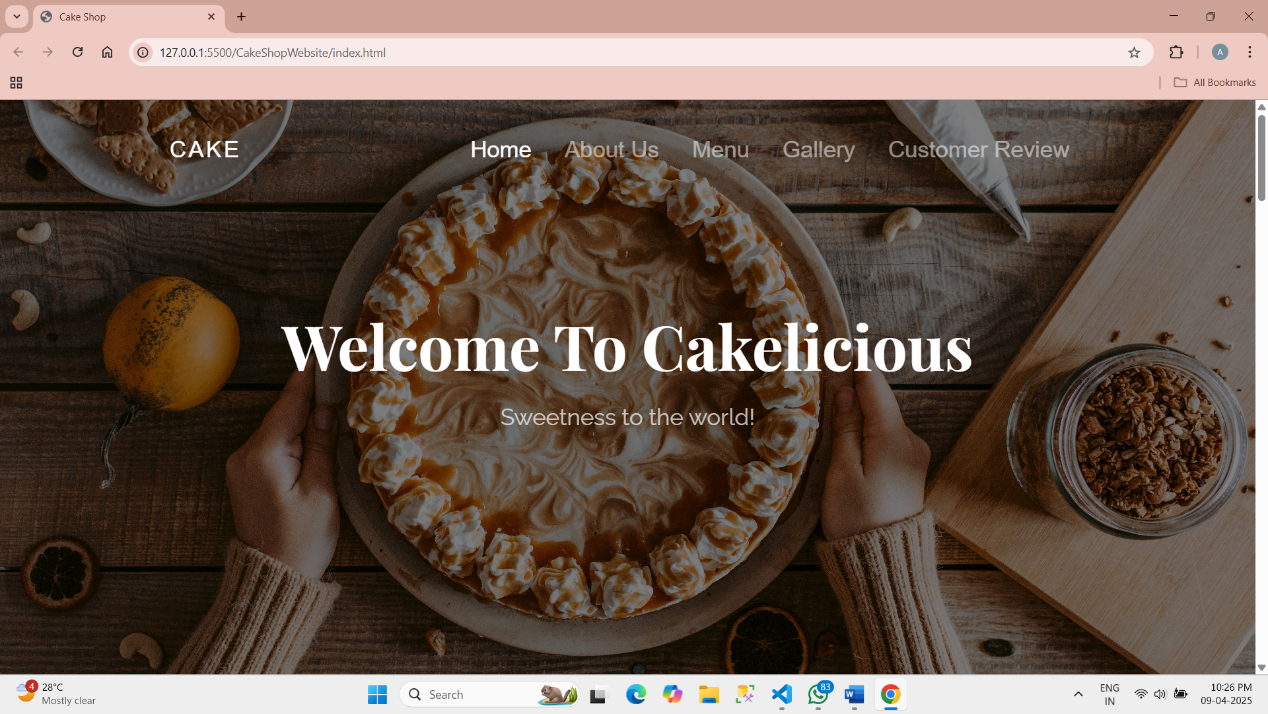 Cake Shop
127.0.0.1:5500/CakeShopWebsite/index.html
A
All Bookmarks
CAKE
Home About Us Menu Gallery Customer Review
Welcome To Cakelicious
Sweetness to the world!
4
28°C
Mostly clear
Search
83
W
ENG
IN
10:26 PM
09-04-2025